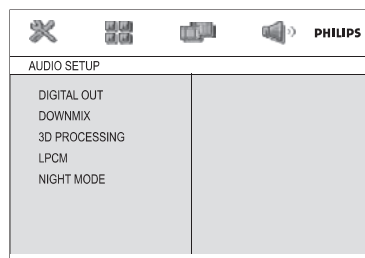 PHILIPS
AUDIO SETUP
DIGITAL OUT
DOWNMIX
3D PROCESSING
LPCM
NIGHT MODE